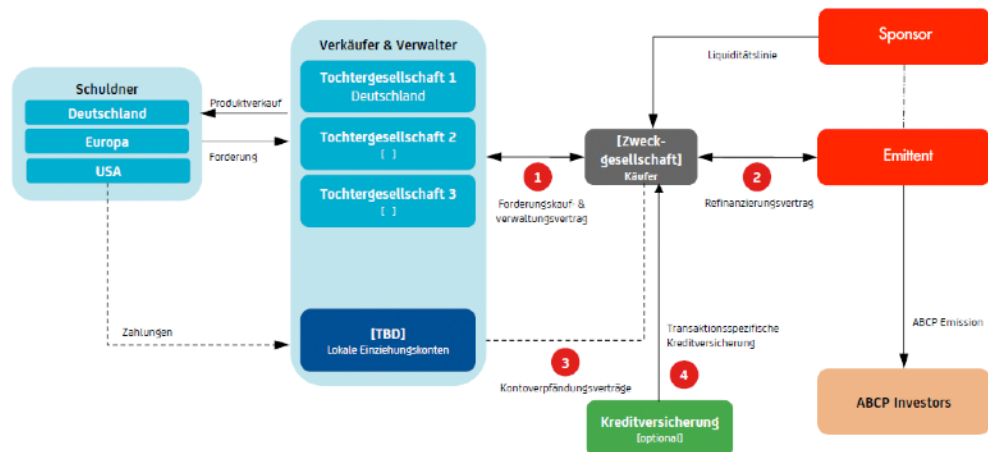 Verkäufer & Verwalter
Tochtergesellschaft 1
Deutschland
Tochtergesellschaft 2
[ ]
Tochtergesellschaft 3
[ ]
[TBD]
Lokale Einziehungskonten
Schuldner
Deutschland
Europa
USA
Produktverkauf
Forderung
Zahlungen
1
Forderungskauf- &
verwaltungsvertrag
[Zweck-
gesellschaft]
Käufer
Liquiditätslinie
Sponsor
2
Refinanzierungsvertrag
Emittent
3
Kontoverpfändungsverträge
Transaktionsspezifische
Kreditversicherung
4
Kreditversicherung
[optional]
ABCP Emission
ABCP Investors